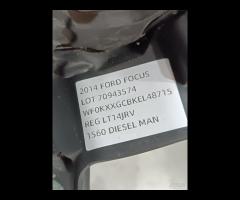 2014 FORD FOCUS
LOT 70943574
WF0KXXGCBKEL48715
REG LT14JRV
1560 DIESEL MAN